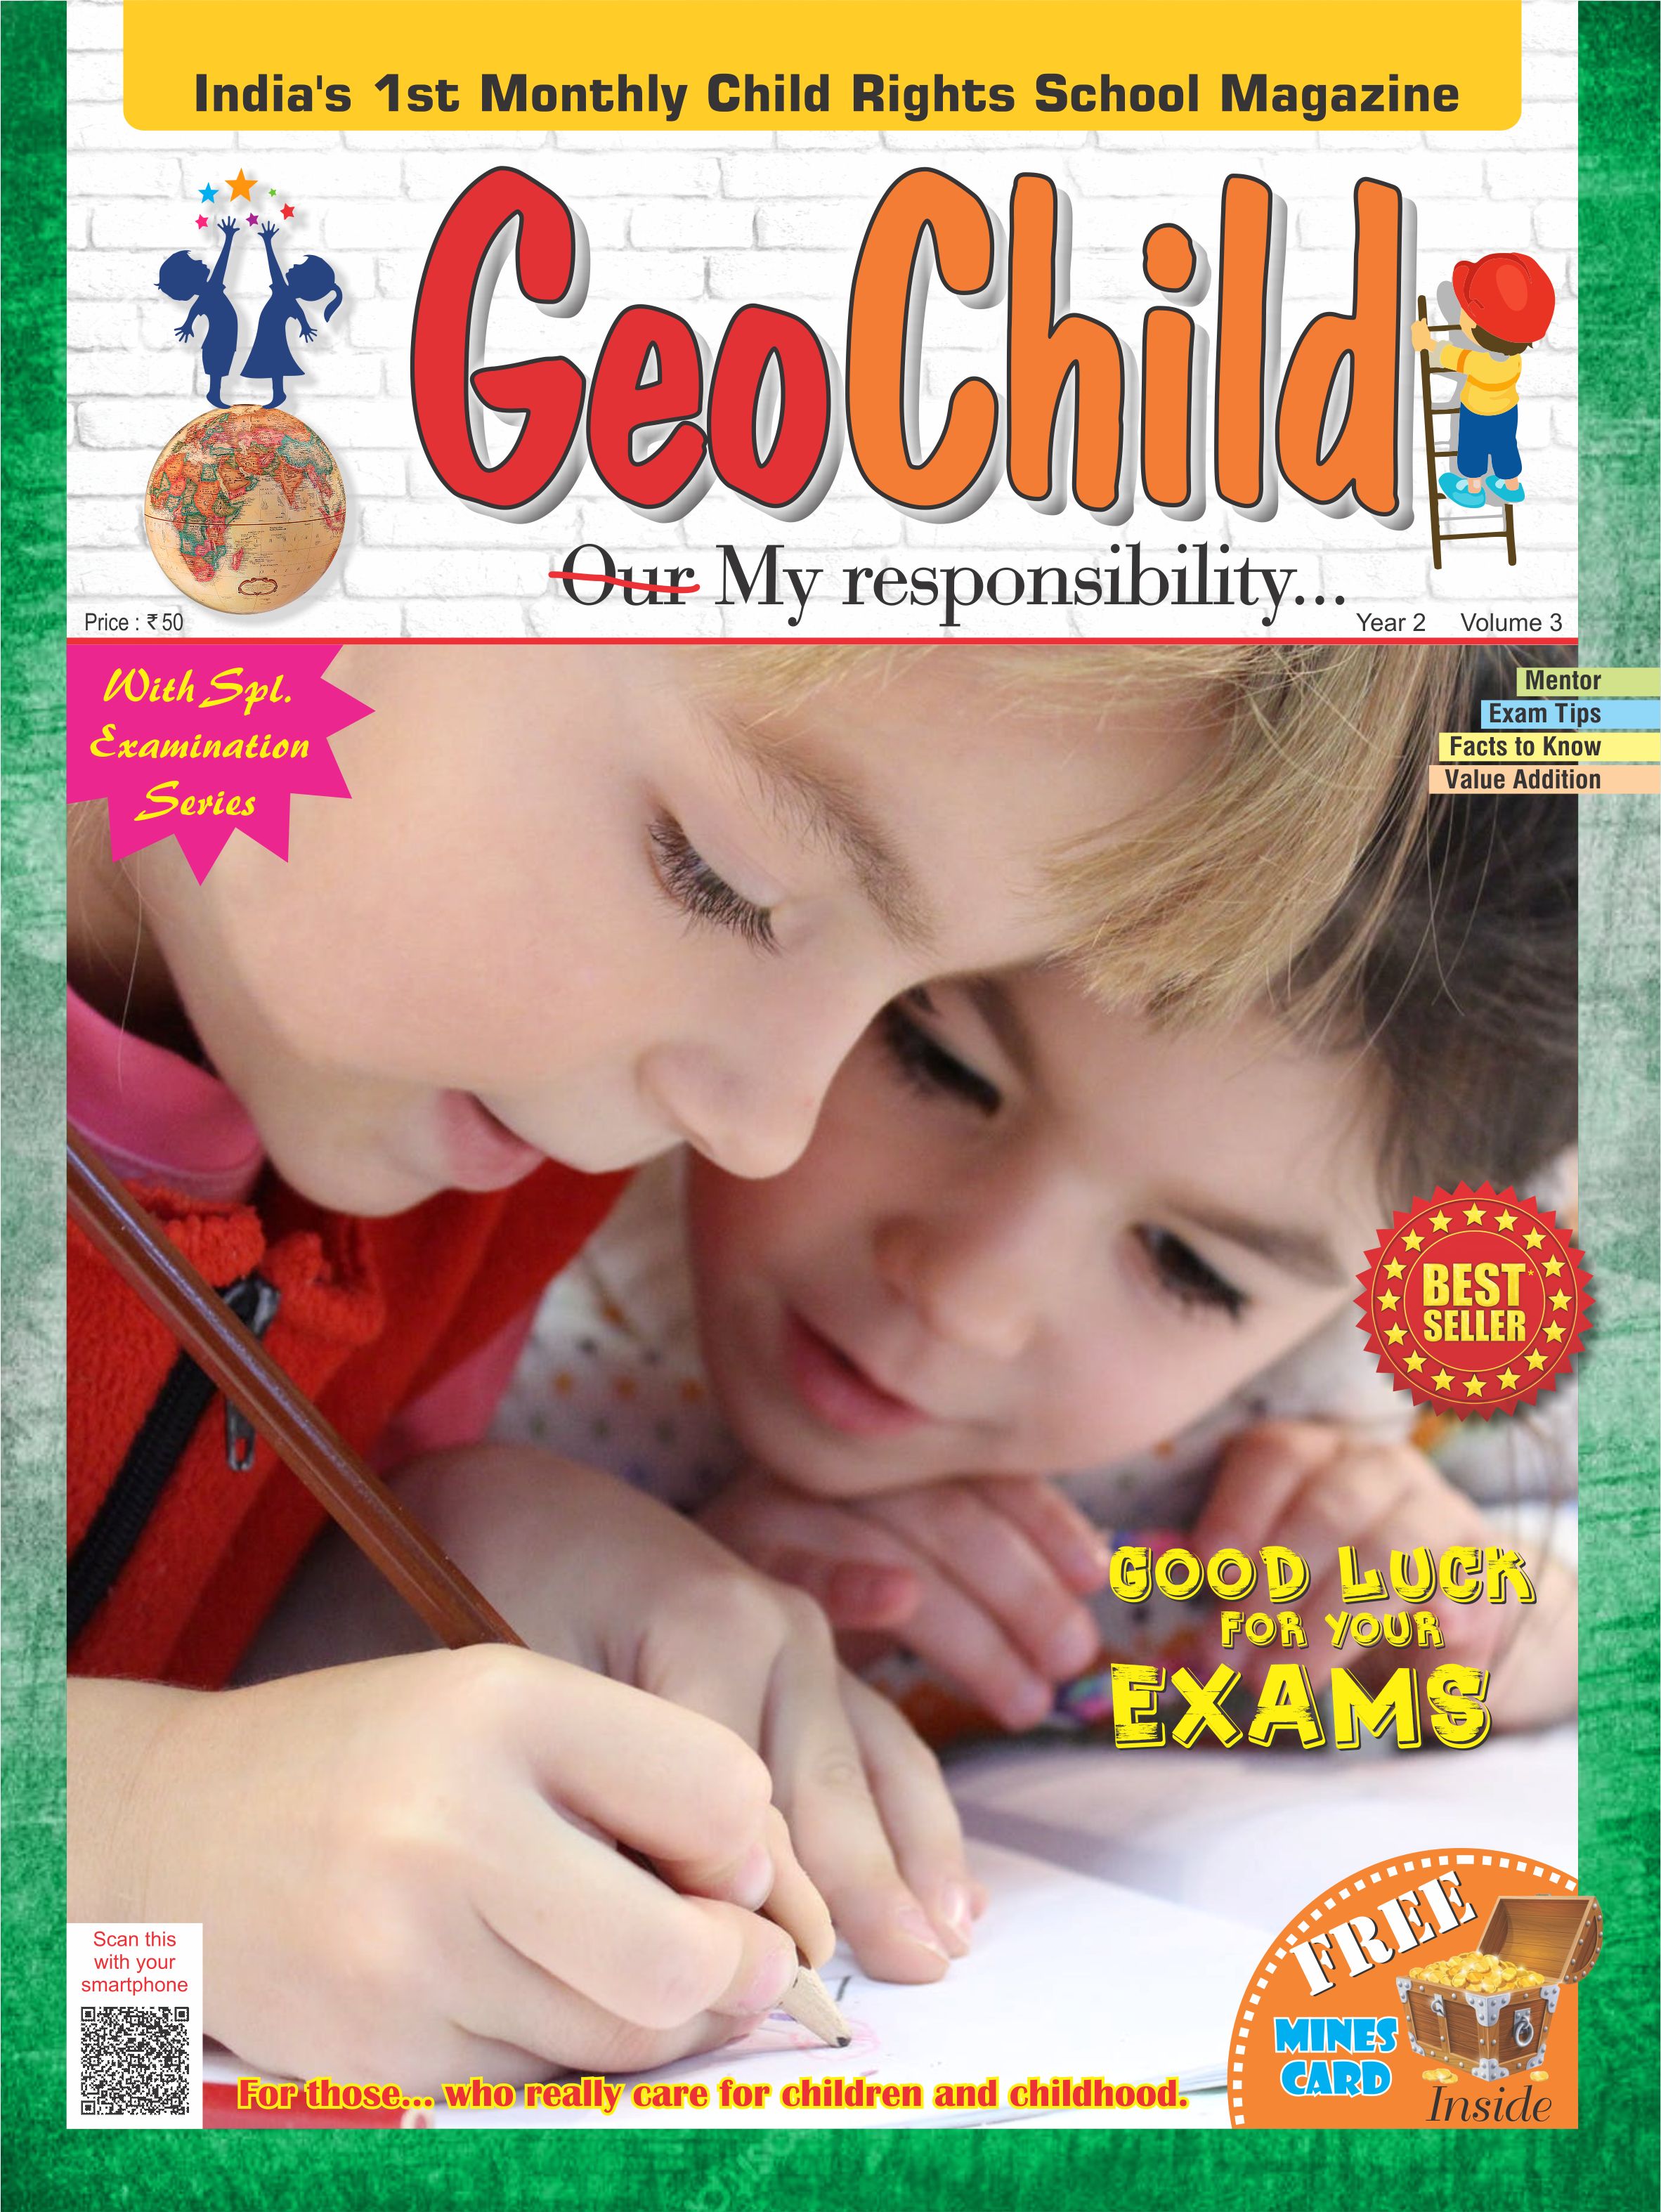 India's 1st Monthly Child Rights School Magazine
GeoChild
Our My responsibility...
Price : ₹ 50
Year 2 Volume 3
With Spl.
Examination
Series
Mentor
Exam Tips
Facts to Know
Value Addition
BEST*
SELLER
GOOD LUCK
FOR YOUR
EXAMS
FREE
MINES
CARD
Inside
Scan this
with your
smartphone
For those... who really care for children and childhood.